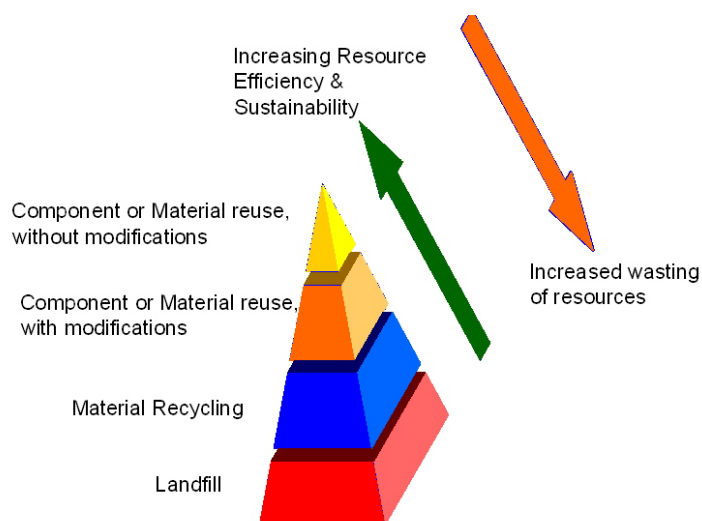 Increasing Resource
Efficiency &
Sustainability
Component or Material reuse,
without modifications
Increased wasting
of resources
Component or Material reuse,
with modifications
Material Recycling
Landfill